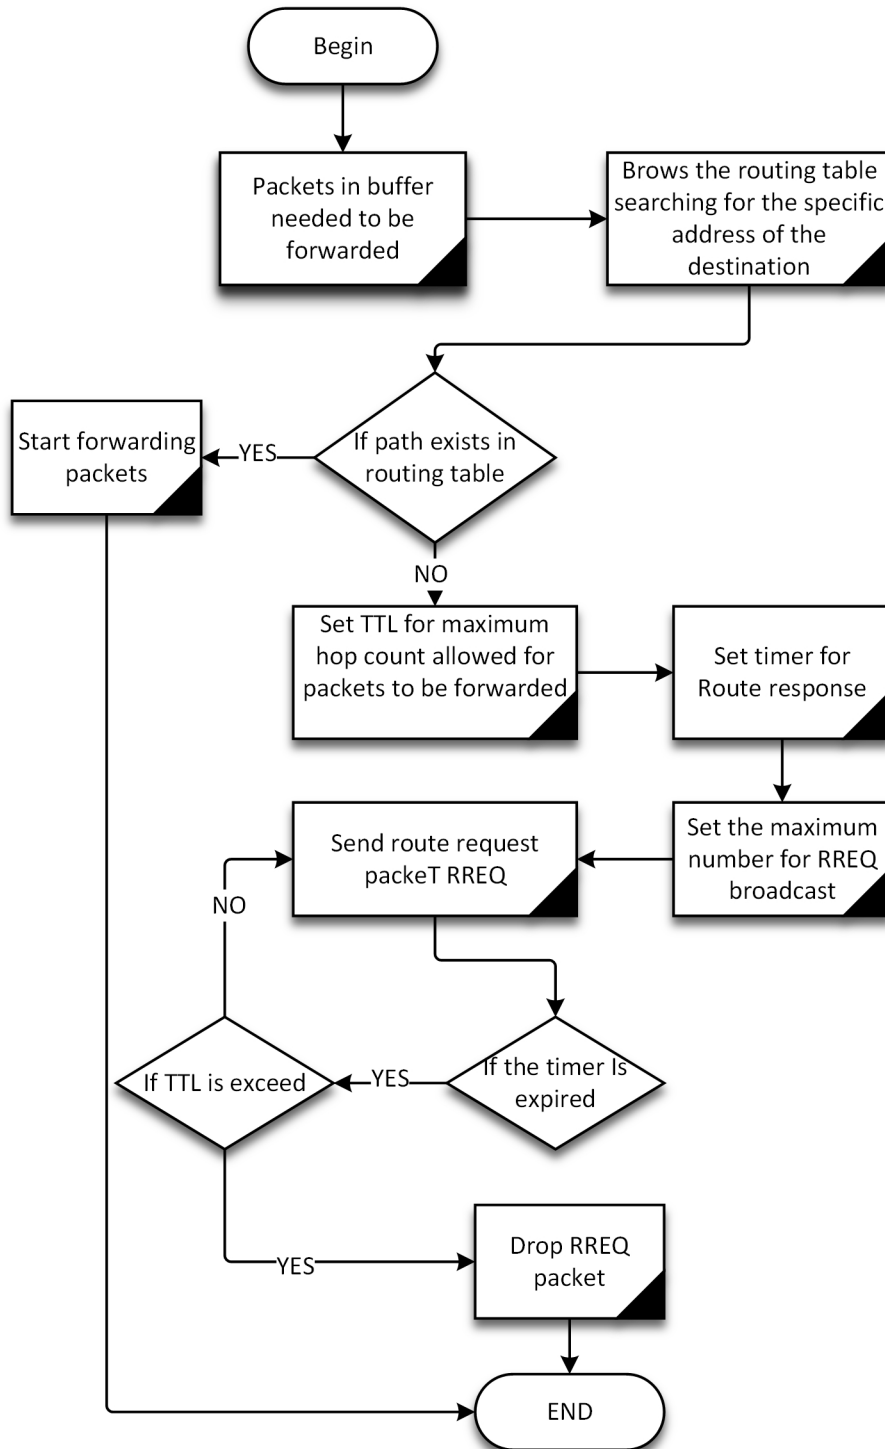 Begin
Packets in buffer
needed to be
forwarded
Brows the routing table
searching for the specific
address of the
destination
If path exists in
routing table
YES
Start forwarding
packets
NO
Set TTL for maximum
hop count allowed for
packets to be forwarded
Set timer for
Route response
Set the maximum
number for RREQ
broadcast
Send route request
packeT RREQ
NO
If the timer Is
expired
YES
If TTL is exceed
YES
Drop RREQ
packet
END